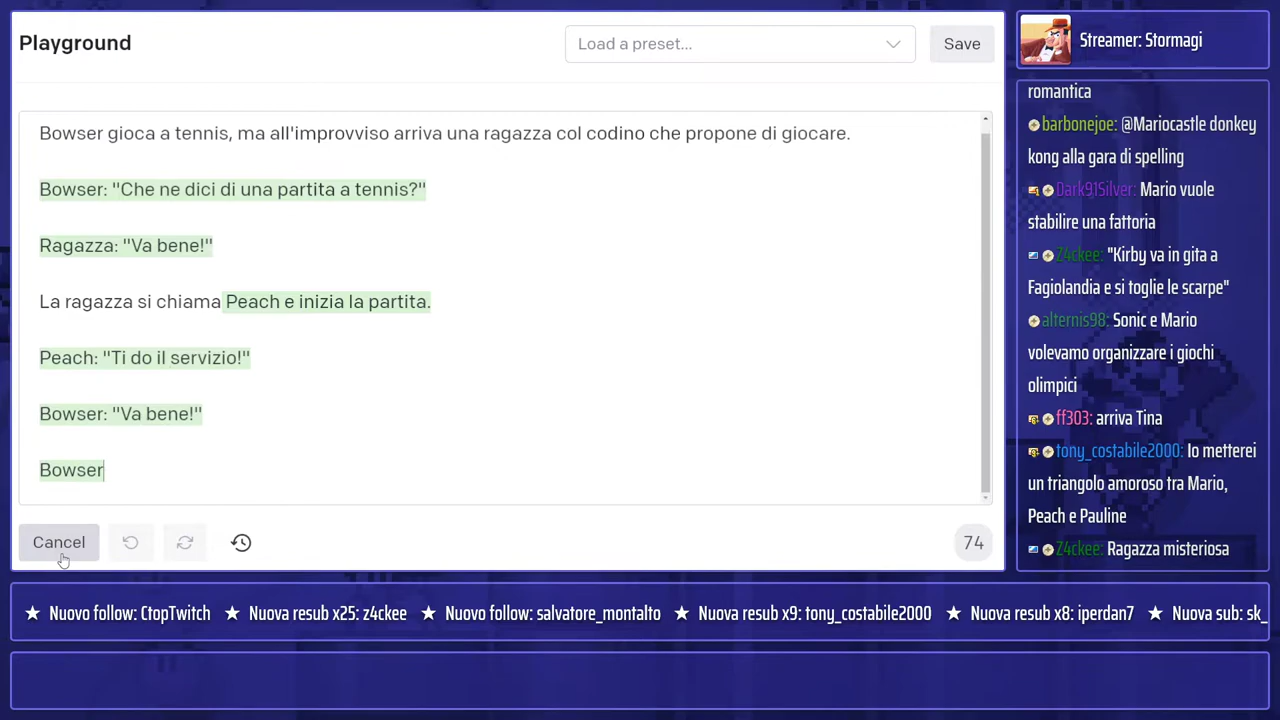 Playground
Load a preset...
Save
Bowser gioca a tennis, ma all'improvviso arriva una ragazza col codino che propone di giocare.
Bowser: "Che ne dici di una partita a tennis?"
Ragazza: "Va bene!"
La ragazza si chiama Peach e inizia la partita.
Peach: "Ti do il servizio!"
Bowser: "Va bene!"
Bowser
Cancel
74
Streamer: Stormagi
romantica
barbonejoe: @Mariocastle donkey
kong alla gara di spelling
Dark91Silver: Mario vuole
stabilire una fattoria
Z4ckee: "Kirby va in gita a
Fagiolandia e si toglie le scarpe"
alternis98: Sonic e Mario
volevamo organizzare i giochi
olimpici
ff303: arriva Tina
tony_costabile2000: Io metterei
un triangolo amoroso tra Mario,
Peach e Pauline
Z4ckee: Ragazza misteriosa
★ Nuovo follow: CtopTwitch ★ Nuova resub x25: z4ckee ★ Nuovo follow: salvatore_montalto ★ Nuova resub x9: tony_costabile2000 ★ Nuova resub x8: iperdan7 ★ Nuova sub: sk_